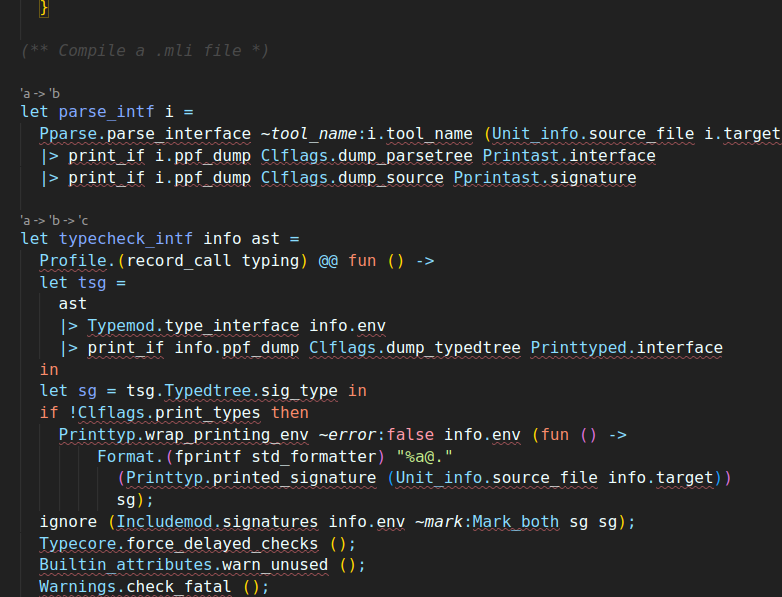 }
(** Compile a .mli file *)
'a -> 'b
let parse_intf i =
  Pparse.parse_interface ~tool_name:i.tool_name (Unit_info.source_file i.target
  |> print_if i.ppf_dump Clflags.dump_parsetree Printast.interface
  |> print_if i.ppf_dump Clflags.dump_source Pprintast.signature
'a -> 'b -> 'c
let typecheck_intf info ast =
  Profile.(record_call typing) @@ fun () ->
  let tsg =
    ast
    |> Typemod.type_interface info.env
    |> print_if info.ppf_dump Clflags.dump_typedtree Printtyped.interface
  in
  let sg = tsg.Typedtree.sig_type in
  if !Clflags.print_types then
    Printtyp.wrap_printing_env ~error:false info.env (fun () ->
        Format.(fprintf std_formatter) "%a@."
          (Printtyp.printed_signature (Unit_info.source_file info.target))
          sg);
  ignore (Includemod.signatures info.env ~mark:Mark_both sg sg);
  Typecore.force_delayed_checks ();
  Builtin_attributes.warn_unused ();
  Warnings.check_fatal ();